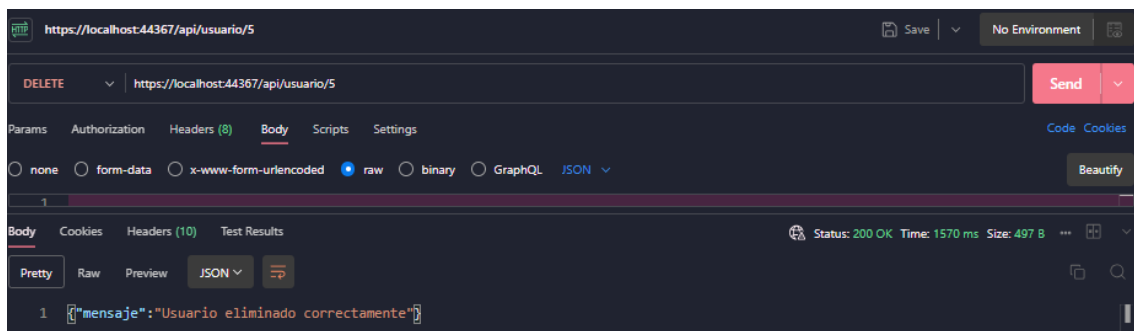 HTTP https://localhost:44367/api/usuario/5 Save No Environment
DELETE https://localhost:44367/api/usuario/5 Send
Params Authorization Headers (8) Body Scripts Settings Code Cookies
none form-data x-www-form-urlencoded raw binary GraphQL JSON Beautify
1
Body Cookies Headers (10) Test Results Status: 200 OK Time: 1570 ms Size: 497 B
Pretty Raw Preview JSON
1 {"mensaje":"Usuario eliminado correctamente"}